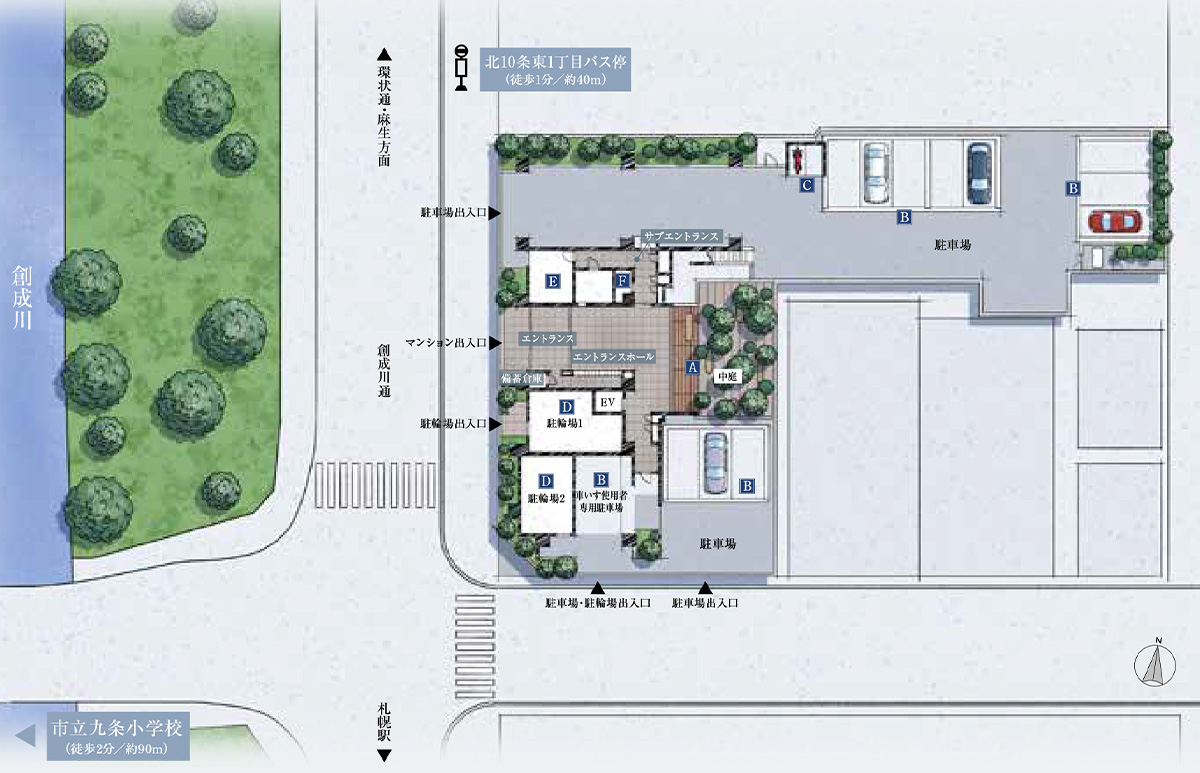 北10条東1丁目バス停
(徒歩1分／約40m)
▲環状通・麻生方面
創成川
創成川通
駐車場出入口▶
C
B
B
駐車場
サブエントランス
E
F
マンション出入口▶
エントランス
エントランスホール
A
中庭
備蓄倉庫
EV
D
駐輪場1
駐輪場出入口▶
D
駐輪場2
B
車いす使用者
専用駐車場
B
駐車場
駐車場・駐輪場出入口
駐車場出入口
N
市立九条小学校
(徒歩2分／約90m)
札幌駅▼